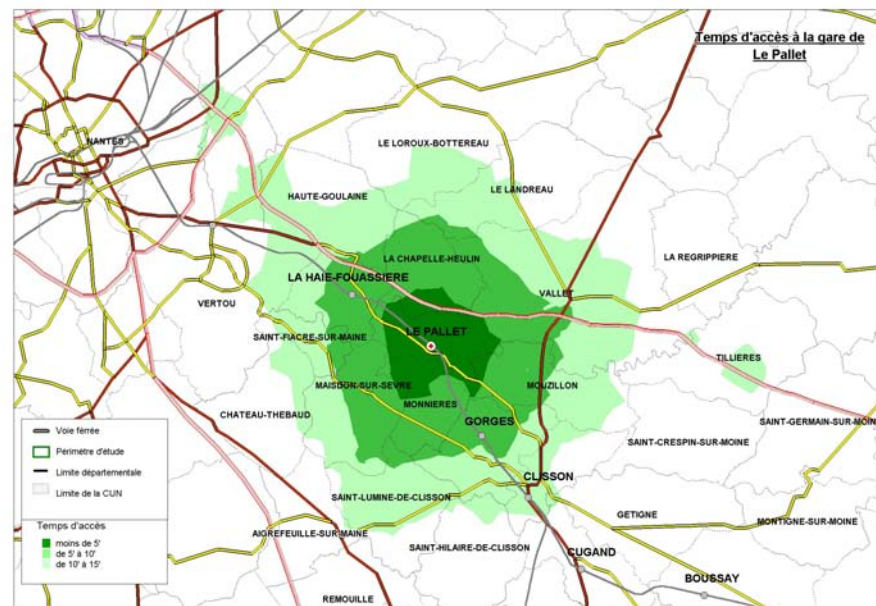 Temps d'accès à la gare de
Le Pallet
NANTES
LE LOROUX-BOTTEREAU
LE LANDREAU
HAUTE-GOULAINE
LA CHAPELLE-HEULIN
LA REGRIPPIERE
LA HAIE-FOUASSIERE
VALLET
VERTOU
LE PALLET
SAINT-FIACRE-SUR-MAINE
TILLIERES
MAISDON-SUR-SEVRE
MOUZILLON
MONNIERES
CHATEAU-THEBAUD
GORGES
SAINT-GERMAIN-SUR-MOIN
SAINT-CRESPIN-SUR-MOINE
CLISSON
SAINT-LUMINE-DE-CLISSON
GETIGNE
MONTIGNE-SUR-MOINE
AIGREFEUILLE-SUR-MAINE
SAINT-HILAIRE-DE-CLISSON
CUGAND
BOUSSAY
REMOUILLE
Voie férrée
Périmètre d'étude
Limite départementale
Limite de la CUN
Temps d'accès
moins de 5'
de 5' à 10'
de 10' à 15'